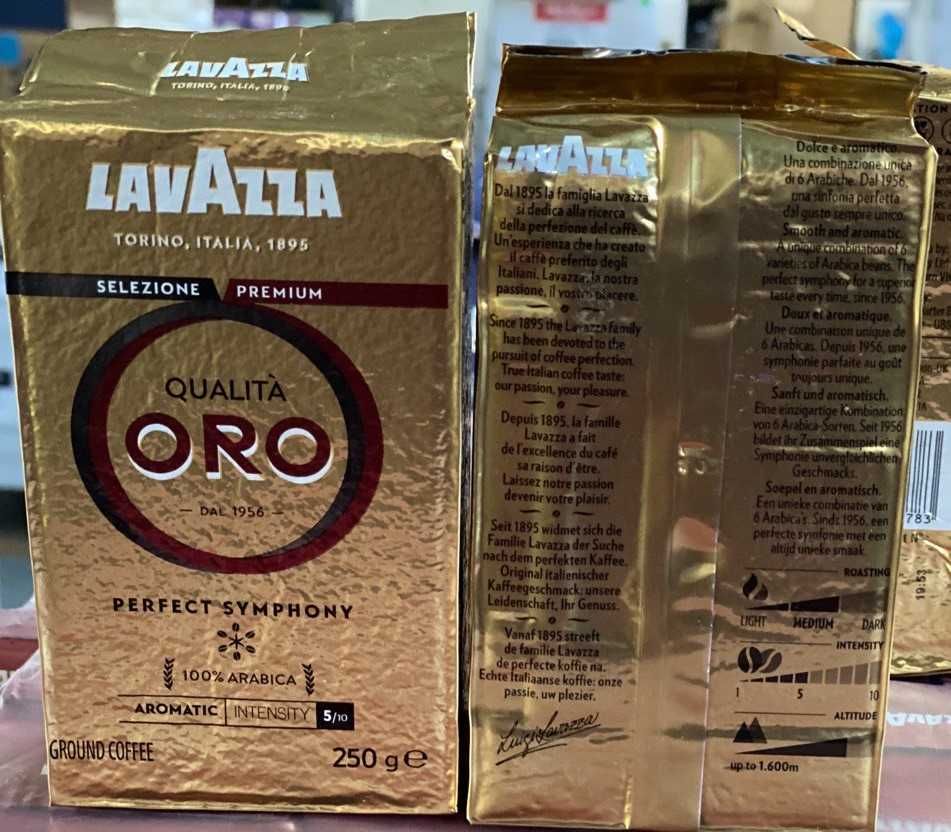 LAVAZZA
TORINO, ITALIA, 1895
LAVAZZA
TORINO, ITALIA, 1895
SELEZIONE PREMIUM
QUALITÀ
ORO
DAL 1956
PERFECT SYMPHONY
100% ARABICA
AROMATIC INTENSITY 5/10
GROUND COFFEE 250 g e
LAVAZZA
Dal 1895 la famiglia Lavazza
si dedica alla ricerca
della perfezione del caffè.
Un'esperienza che ha creato
il caffè preferito degli
Italiani. Lavazza, la nostra
passione, il vostro piacere.
Since 1895 the Lavazza family
has been devoted to the
pursuit of coffee perfection.
True Italian coffee taste:
our passion, your pleasure.
Depuis 1895, la famille
Lavazza a fait
de l'excellence du café
sa raison d'être.
Laissez notre passion
devenir votre plaisir.
Seit 1895 widmet sich die
Familie Lavazza der Suche
nach dem perfekten Kaffee.
Original italienischer
Kaffeegeschmack: unsere
Leidenschaft, Ihr Genuss.
Vanaf 1895 streeft
de familie Lavazza
de perfecte koffie na.
Echte Italiaanse koffie: onze
passie, uw plezier.
Luigi Lavazza
Dolce e aromatico.
Una combinazione unica
di 6 Arabiche. Dal 1956,
una sinfonia perfetta
dal gusto sempre unico.
Smooth and aromatic.
A unique combination of 6
varieties of Arabica beans. The
perfect symphony for a superior
taste every time, since 1956.
Doux et aromatique.
Une combinaison unique de
6 Arabicas. Depuis 1956, une
symphonie parfaite au goût
toujours unique.
Sanft und aromatisch.
Eine einzigartige Kombination
von 6 Arabica-Sorten. Seit 1956
bildet ihr Zusammenspiel eine
Symphonie unvergleichlichen
Geschmacks.
Soepel en aromatisch.
Een unieke combinatie van
6 Arabica's. Sinds 1956, een
perfecte symfonie met een
altijd unieke smaak.
ROASTING
LIGHT MEDIUM DARK
INTENSITY
1 5 10
ALTITUDE
up to 1.600m
783
19:53